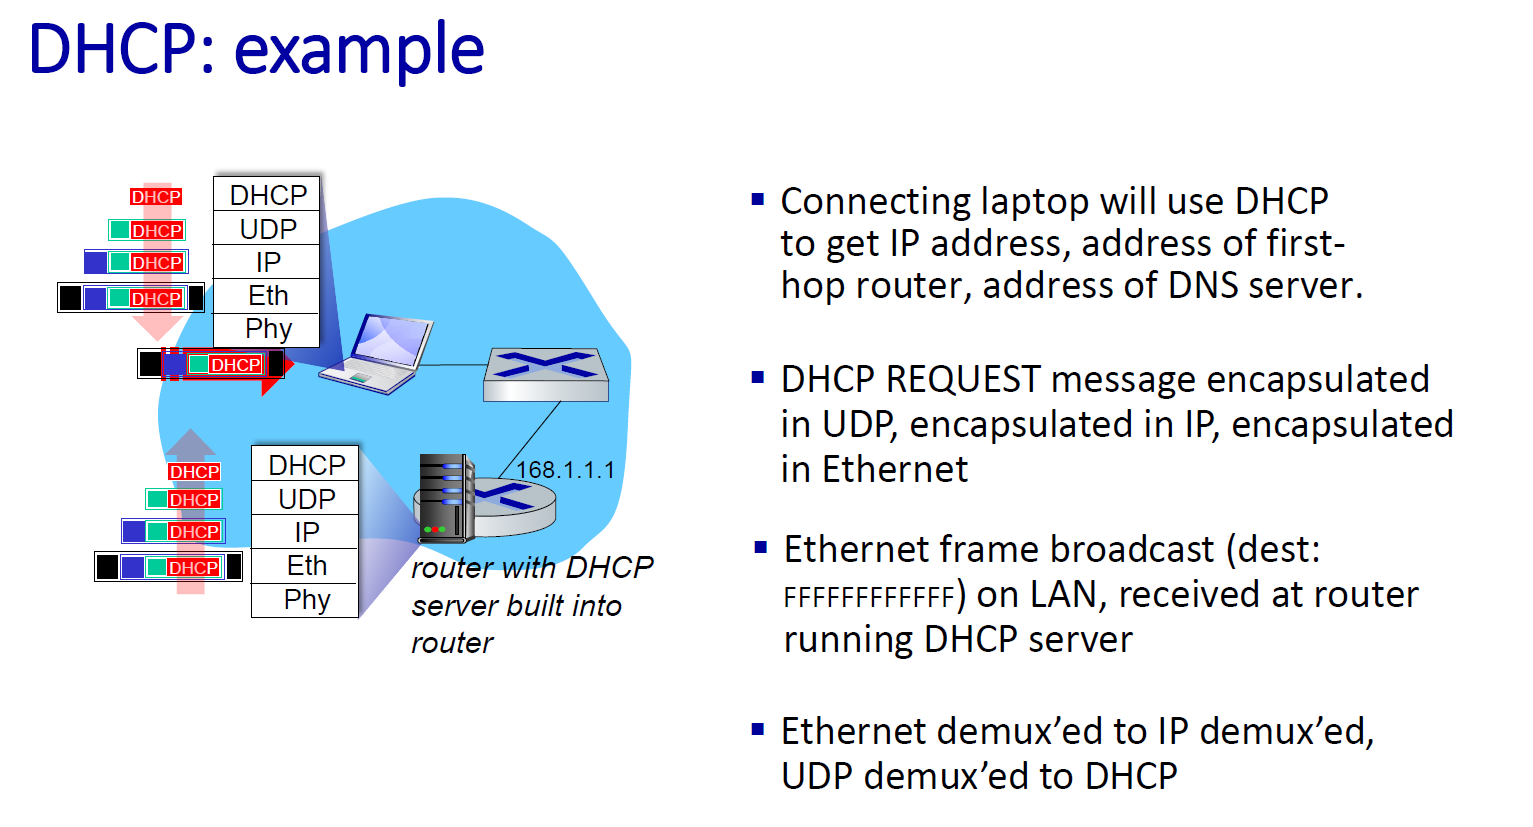 DHCP: example
DHCP
DHCP
DHCP
DHCP
DHCP
DHCP
UDP
IP
Eth
Phy
DHCP
DHCP
DHCP
DHCP
DHCP
UDP
IP
Eth
Phy
168.1.1.1
router with DHCP
server built into
router
▪ Connecting laptop will use DHCP
to get IP address, address of first-
hop router, address of DNS server.
▪ DHCP REQUEST message encapsulated
in UDP, encapsulated in IP, encapsulated
in Ethernet
▪ Ethernet frame broadcast (dest:
FFFFFFFFFFFF) on LAN, received at router
running DHCP server
▪ Ethernet demux’ed to IP demux’ed,
UDP demux’ed to DHCP